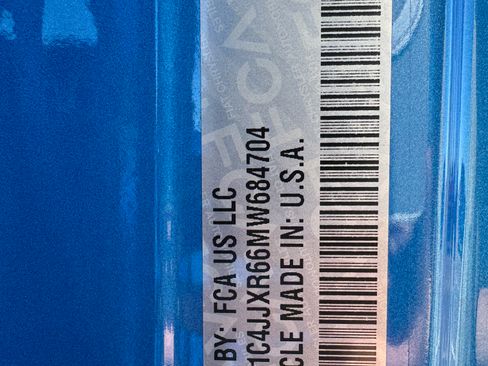 BY: FCA US LLC
1C4JJXR66MW684704
CLE MADE IN: U.S.A.